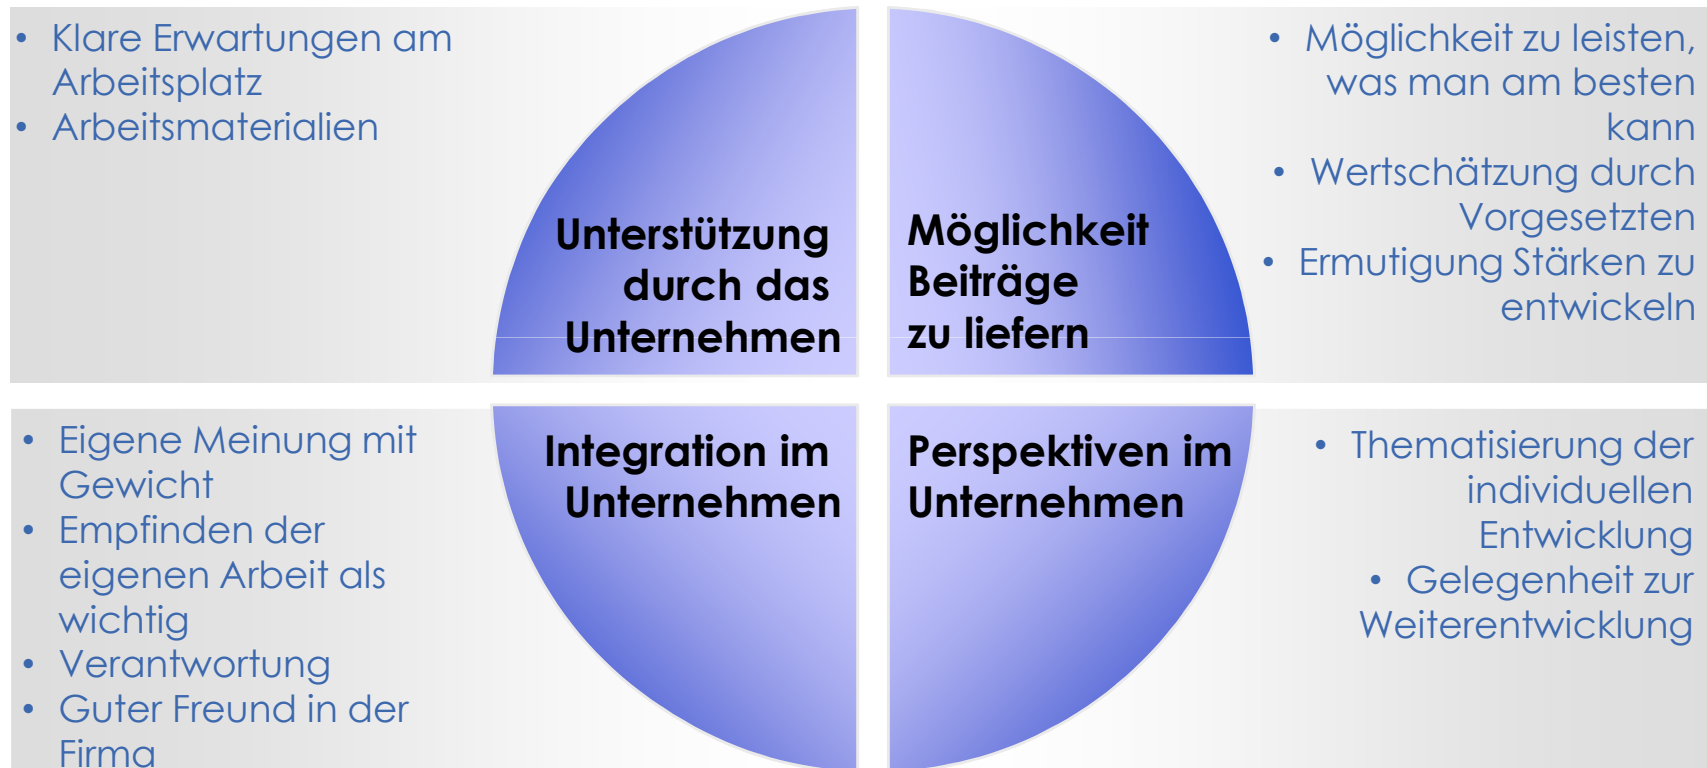 • Klare Erwartungen am
Arbeitsplatz
• Arbeitsmaterialien
Unterstützung
durch das
Unternehmen
Möglichkeit
Beiträge
zu liefern
• Möglichkeit zu leisten,
was man am besten
kann
• Wertschätzung durch
Vorgesetzten
• Ermutigung Stärken zu
entwickeln
• Eigene Meinung mit
Gewicht
• Empfinden der
eigenen Arbeit als
wichtig
• Verantwortung
• Guter Freund in der
Firma
Integration im
Unternehmen
Perspektiven im
Unternehmen
• Thematisierung der
individuellen
Entwicklung
• Gelegenheit zur
Weiterentwicklung